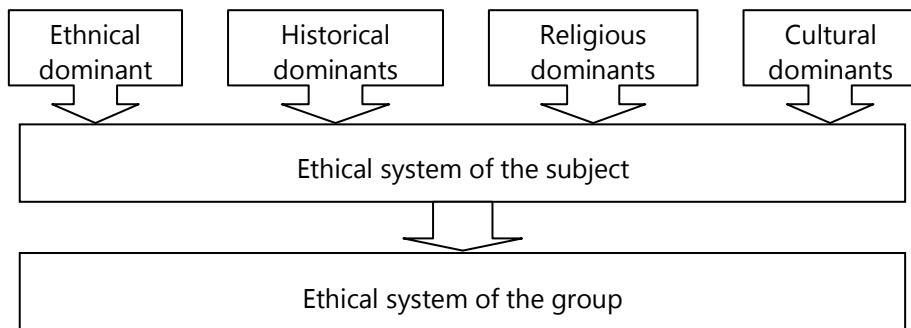 Ethnical
dominant
Historical
dominants
Religious
dominants
Cultural
dominants
Ethical system of the subject
Ethical system of the group